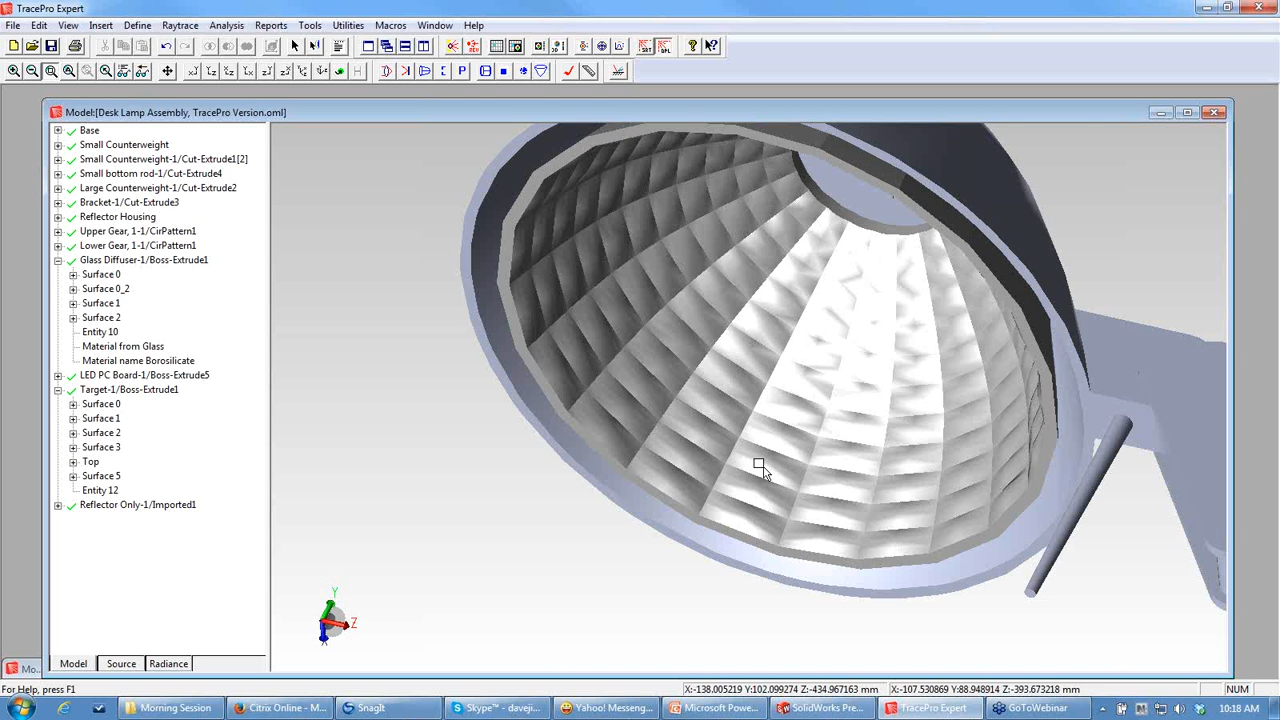 TracePro Expert
File Edit View Insert Define Raytrace Analysis Reports Tools Utilities Macros Window Help
Model:[Desk Lamp Assembly, TracePro Version.oml]
Base
Small Counterweight
Small Counterweight-1/Cut-Extrude1[2]
Small bottom rod-1/Cut-Extrude4
Large Counterweight-1/Cut-Extrude2
Bracket-1/Cut-Extrude3
Reflector Housing
Upper Gear, 1-1/CirPattern1
Lower Gear, 1-1/CirPattern1
Glass Diffuser-1/Boss-Extrude1
Surface 0
Surface 0_2
Surface 1
Surface 2
Entity 10
Material from Glass
Material name Borosilicate
LED PC Board-1/Boss-Extrude5
Target-1/Boss-Extrude1
Surface 0
Surface 1
Surface 2
Surface 3
Top
Surface 5
Entity 12
Reflector Only-1/Imported1
Y
Z
X
Model Source Radiance
Mo...
For Help, press F1
X:-138.005219 Y:102.099274 Z:-434.967163 mm X:-107.530869 Y:88.948914 Z:-393.673218 mm NUM
Morning Session Citrix Online - Mo... SnagIt Skype™ - daveji... Yahoo! Messeng... Microsoft Powe... SolidWorks Pre... TracePro Expert GoToWebinar 10:18 AM